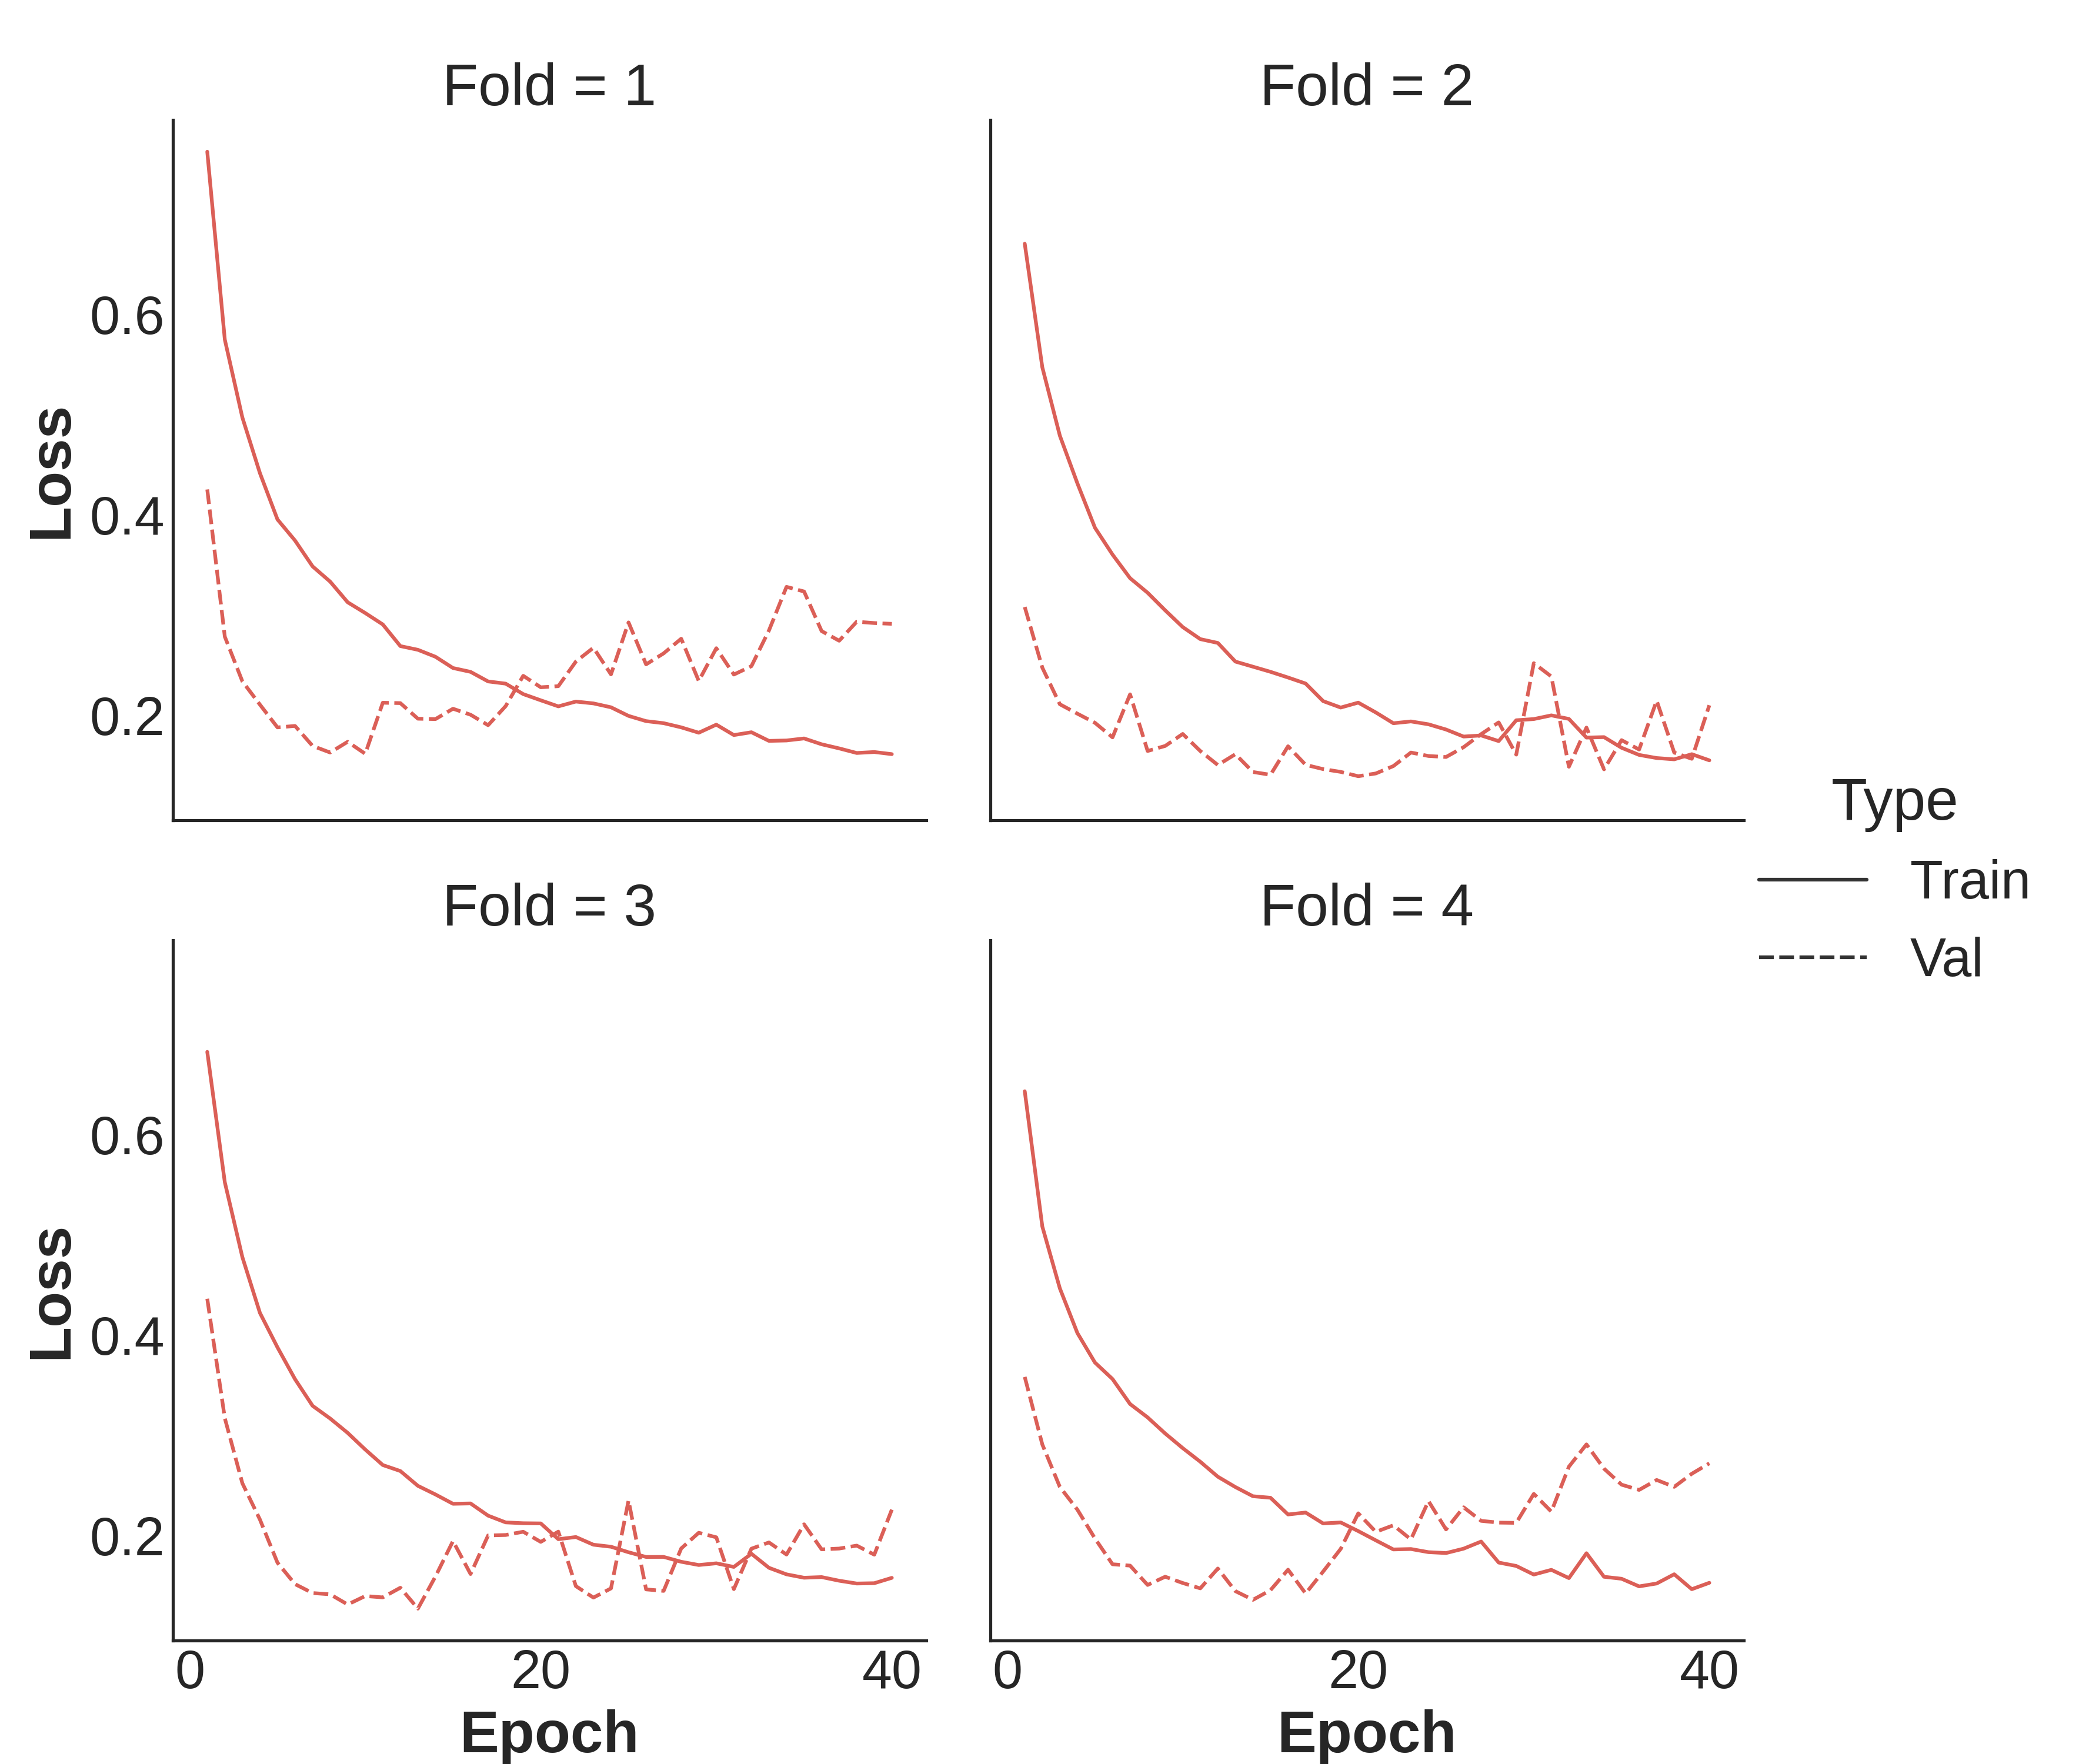 Fold = 1
Fold = 2
Loss
0.6
0.4
0.2
Type
Train
Val
Fold = 3
Fold = 4
Loss
0.6
0.4
0.2
0 20 40
0 20 40
Epoch
Epoch